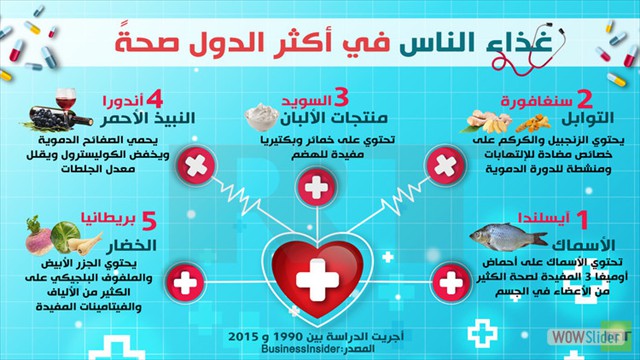 غذاء الناس في أكثر الدول صحةً
2 سنغافورة
التوابل
يحتوي الزنجبيل والكركم على
خصائص مضادة للإلتهابات
ومنشطة للدورة الدموية
3 السويد
منتجات الألبان
تحتوي على خمائر وبكتيريا
مفيدة للهضم
4 أندورا
النبيذ الأحمر
يحمي الصفائح الدموية
ويخفض الكوليسترول ويقلل
معدل الجلطات
1 أيسلندا
الأسماك
تحتوي الأسماك على أحماض
أوميغا 3 المفيدة لصحة الكثير
من الأعضاء في الجسم
5 بريطانيا
الخضار
يحتوي الجزر الأبيض
والملفوف البلجيكي على
الكثير من الألياف
والفيتامينات المفيدة
أجريت الدراسة بين 1990 و 2015
المصدر:BusinessInsider
WOWSlider